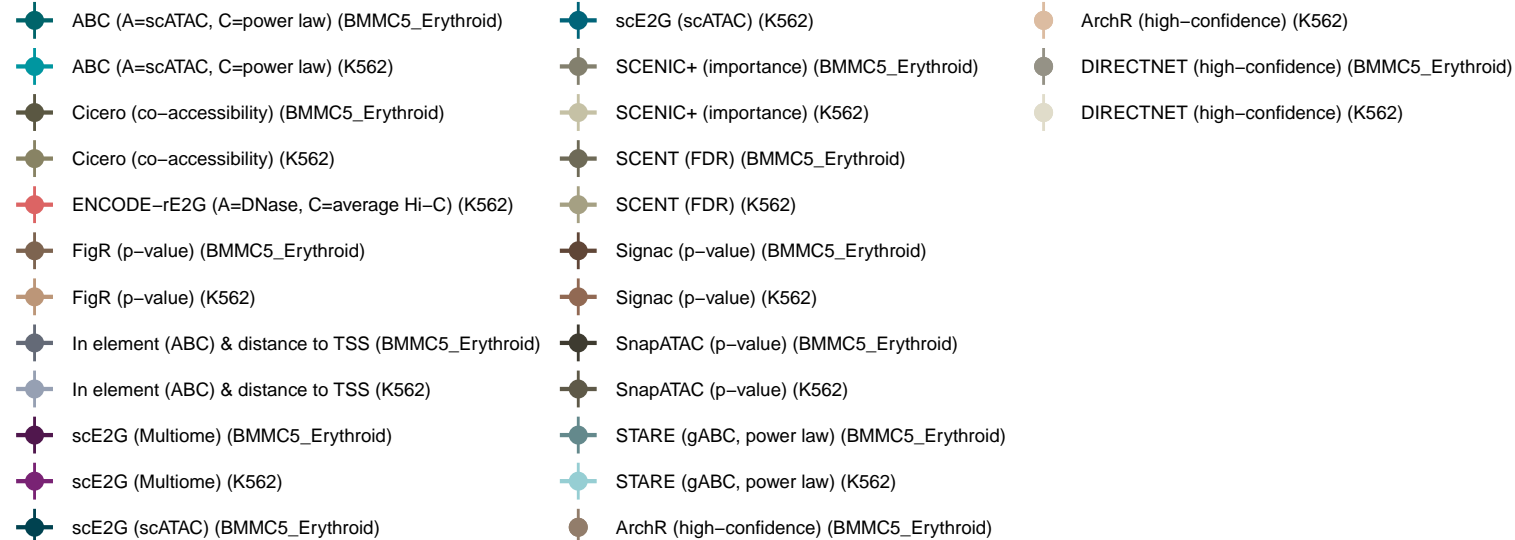 ABC (A=scATAC, C=power law) (BMMC5_Erythroid)
ABC (A=scATAC, C=power law) (K562)
Cicero (co−accessibility) (BMMC5_Erythroid)
Cicero (co−accessibility) (K562)
ENCODE−rE2G (A=DNase, C=average Hi−C) (K562)
FigR (p−value) (BMMC5_Erythroid)
FigR (p−value) (K562)
In element (ABC) & distance to TSS (BMMC5_Erythroid)
In element (ABC) & distance to TSS (K562)
scE2G (Multiome) (BMMC5_Erythroid)
scE2G (Multiome) (K562)
scE2G (scATAC) (BMMC5_Erythroid)
scE2G (scATAC) (K562)
SCENIC+ (importance) (BMMC5_Erythroid)
SCENIC+ (importance) (K562)
SCENT (FDR) (BMMC5_Erythroid)
SCENT (FDR) (K562)
Signac (p−value) (BMMC5_Erythroid)
Signac (p−value) (K562)
SnapATAC (p−value) (BMMC5_Erythroid)
SnapATAC (p−value) (K562)
STARE (gABC, power law) (BMMC5_Erythroid)
STARE (gABC, power law) (K562)
ArchR (high−confidence) (BMMC5_Erythroid)
ArchR (high−confidence) (K562)
DIRECTNET (high−confidence) (BMMC5_Erythroid)
DIRECTNET (high−confidence) (K562)